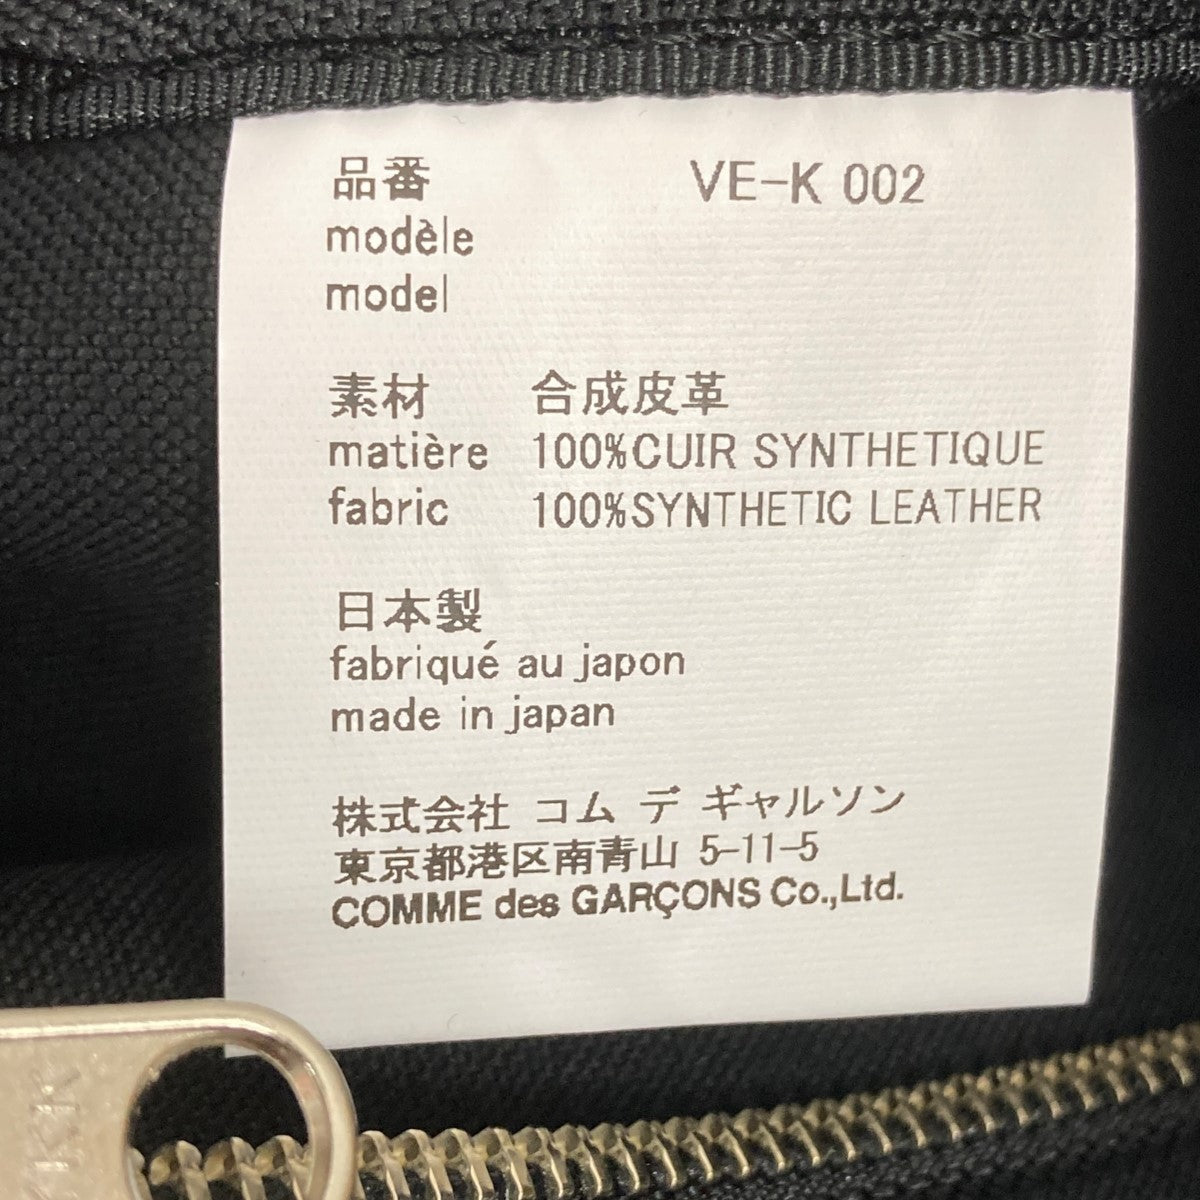 品番 VE-K 002
modèle
model
素材 合成皮革
matière 100%CUIR SYNTHETIQUE
fabric 100%SYNTHETIC LEATHER
日本製
fabriqué au japon
made in japan
株式会社 コム デ ギャルソン
東京都港区南青山 5-11-5
COMME des GARÇONS Co.,Ltd.
YKK